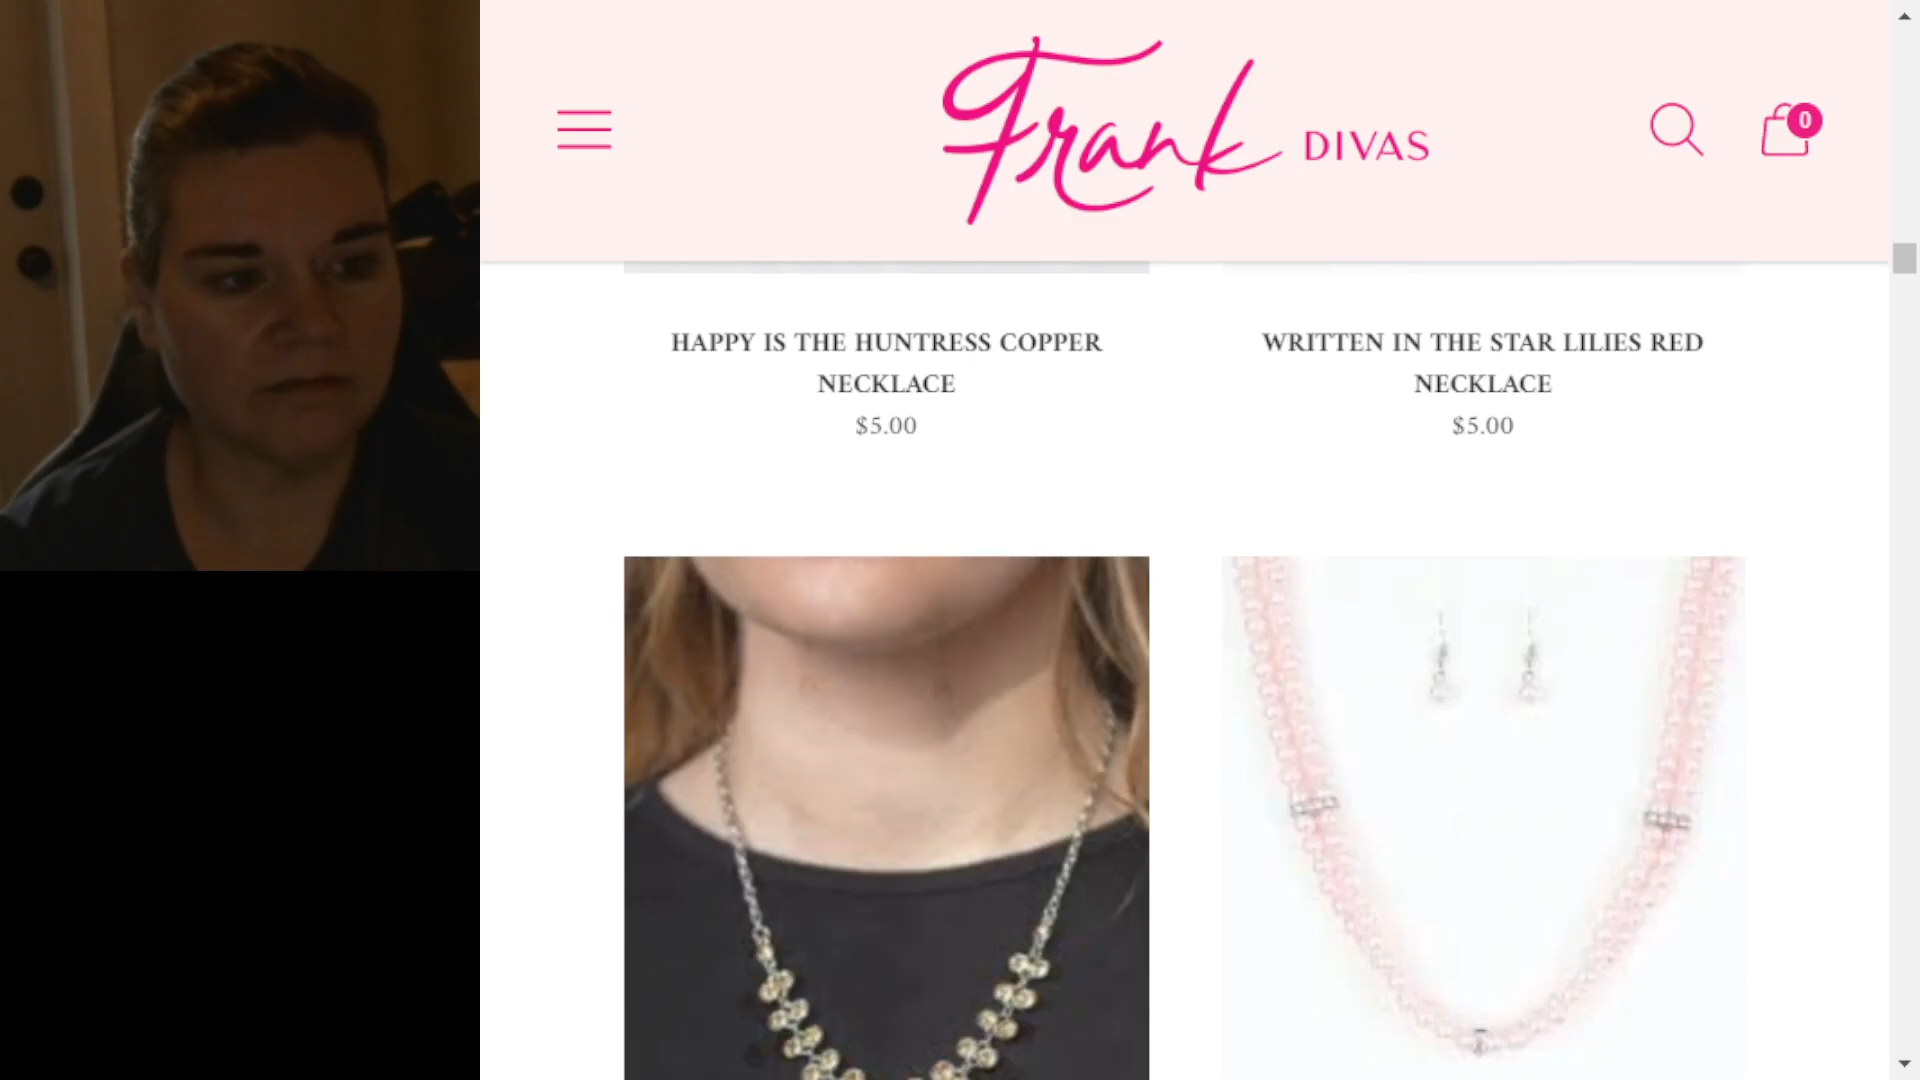 Frank DIVAS
0
HAPPY IS THE HUNTRESS COPPER
NECKLACE
$5.00
WRITTEN IN THE STAR LILIES RED
NECKLACE
$5.00